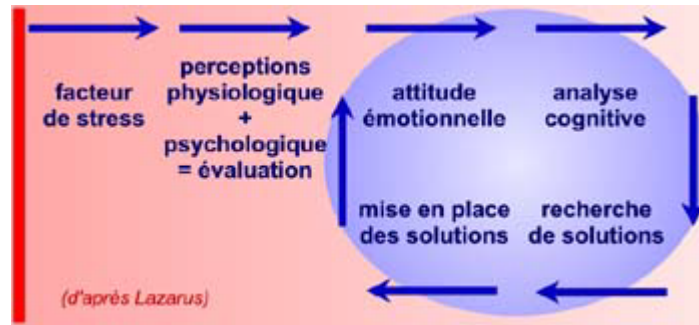 facteur
de stress
perceptions
physiologique
+
psychologique
= évaluation
attitude
émotionnelle
analyse
cognitive
mise en place
des solutions
recherche
de solutions
(d'après Lazarus)